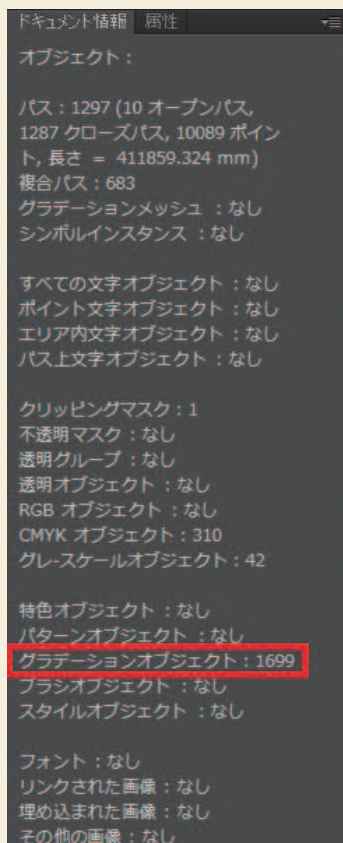 ドキュメント情報 属性
オブジェクト：
パス：1297 (10 オープンパス,
1287 クローズパス, 10089 ポイン
ト, 長さ = 411859.324 mm)
複合パス：683
グラデーションメッシュ ：なし
シンボルインスタンス ：なし
すべての文字オブジェクト ：なし
ポイント文字オブジェクト ：なし
エリア内文字オブジェクト ：なし
パス上文字オブジェクト ：なし
クリッピングマスク：1
不透明マスク ：なし
透明グループ ：なし
透明オブジェクト ：なし
RGB オブジェクト ：なし
CMYK オブジェクト：310
グレースケールオブジェクト：42
特色オブジェクト ：なし
パターンオブジェクト ：なし
グラデーションオブジェクト：1699
ブラシオブジェクト ：なし
スタイルオブジェクト ：なし
フォント：なし
リンクされた画像：なし
埋め込まれた画像：なし
その他の画像：なし